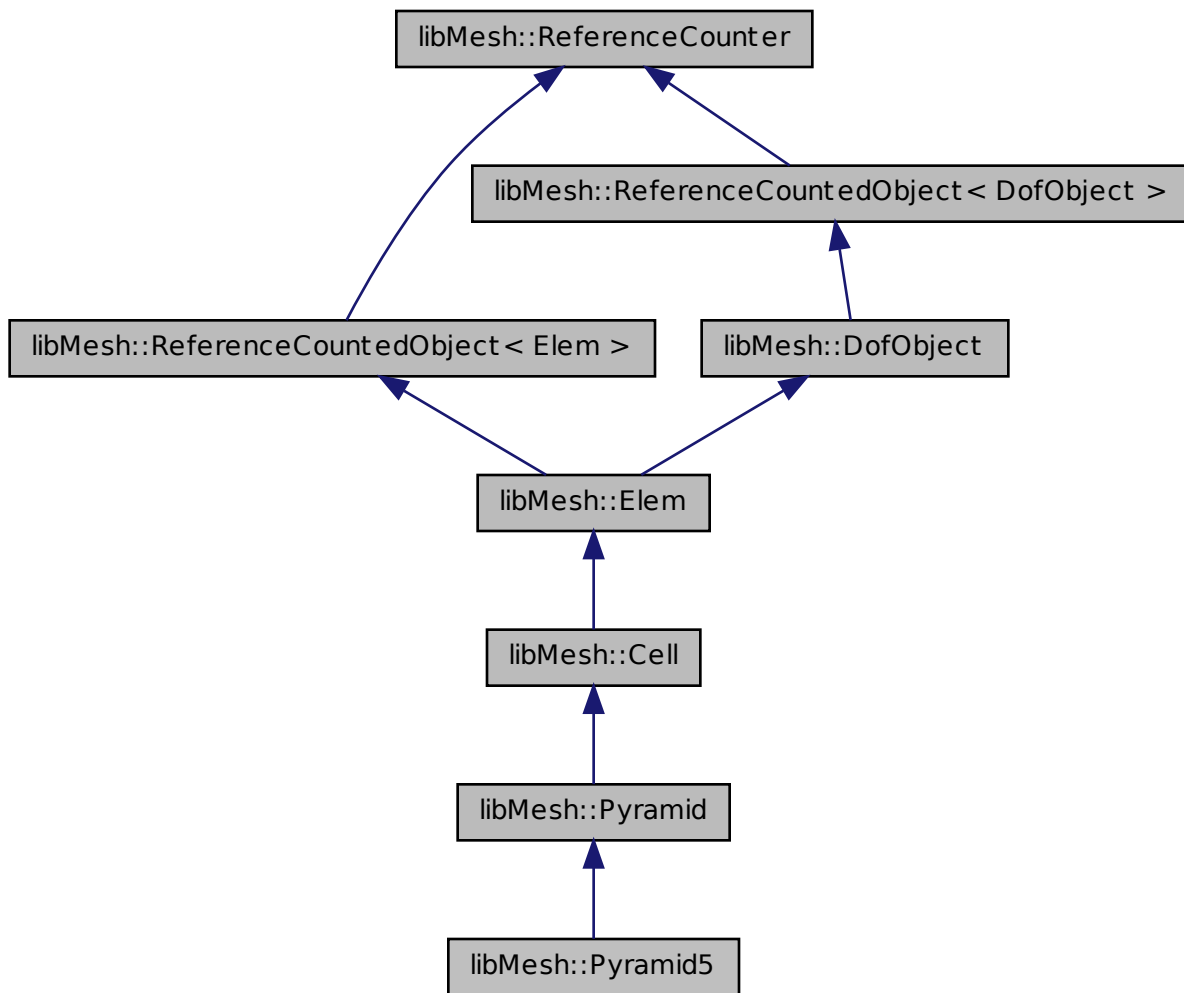 libMesh::ReferenceCounter
libMesh::ReferenceCountedObject< DofObject >
libMesh::ReferenceCountedObject< Elem >
libMesh::DofObject
libMesh::Elem
libMesh::Cell
libMesh::Pyramid
libMesh::Pyramid5